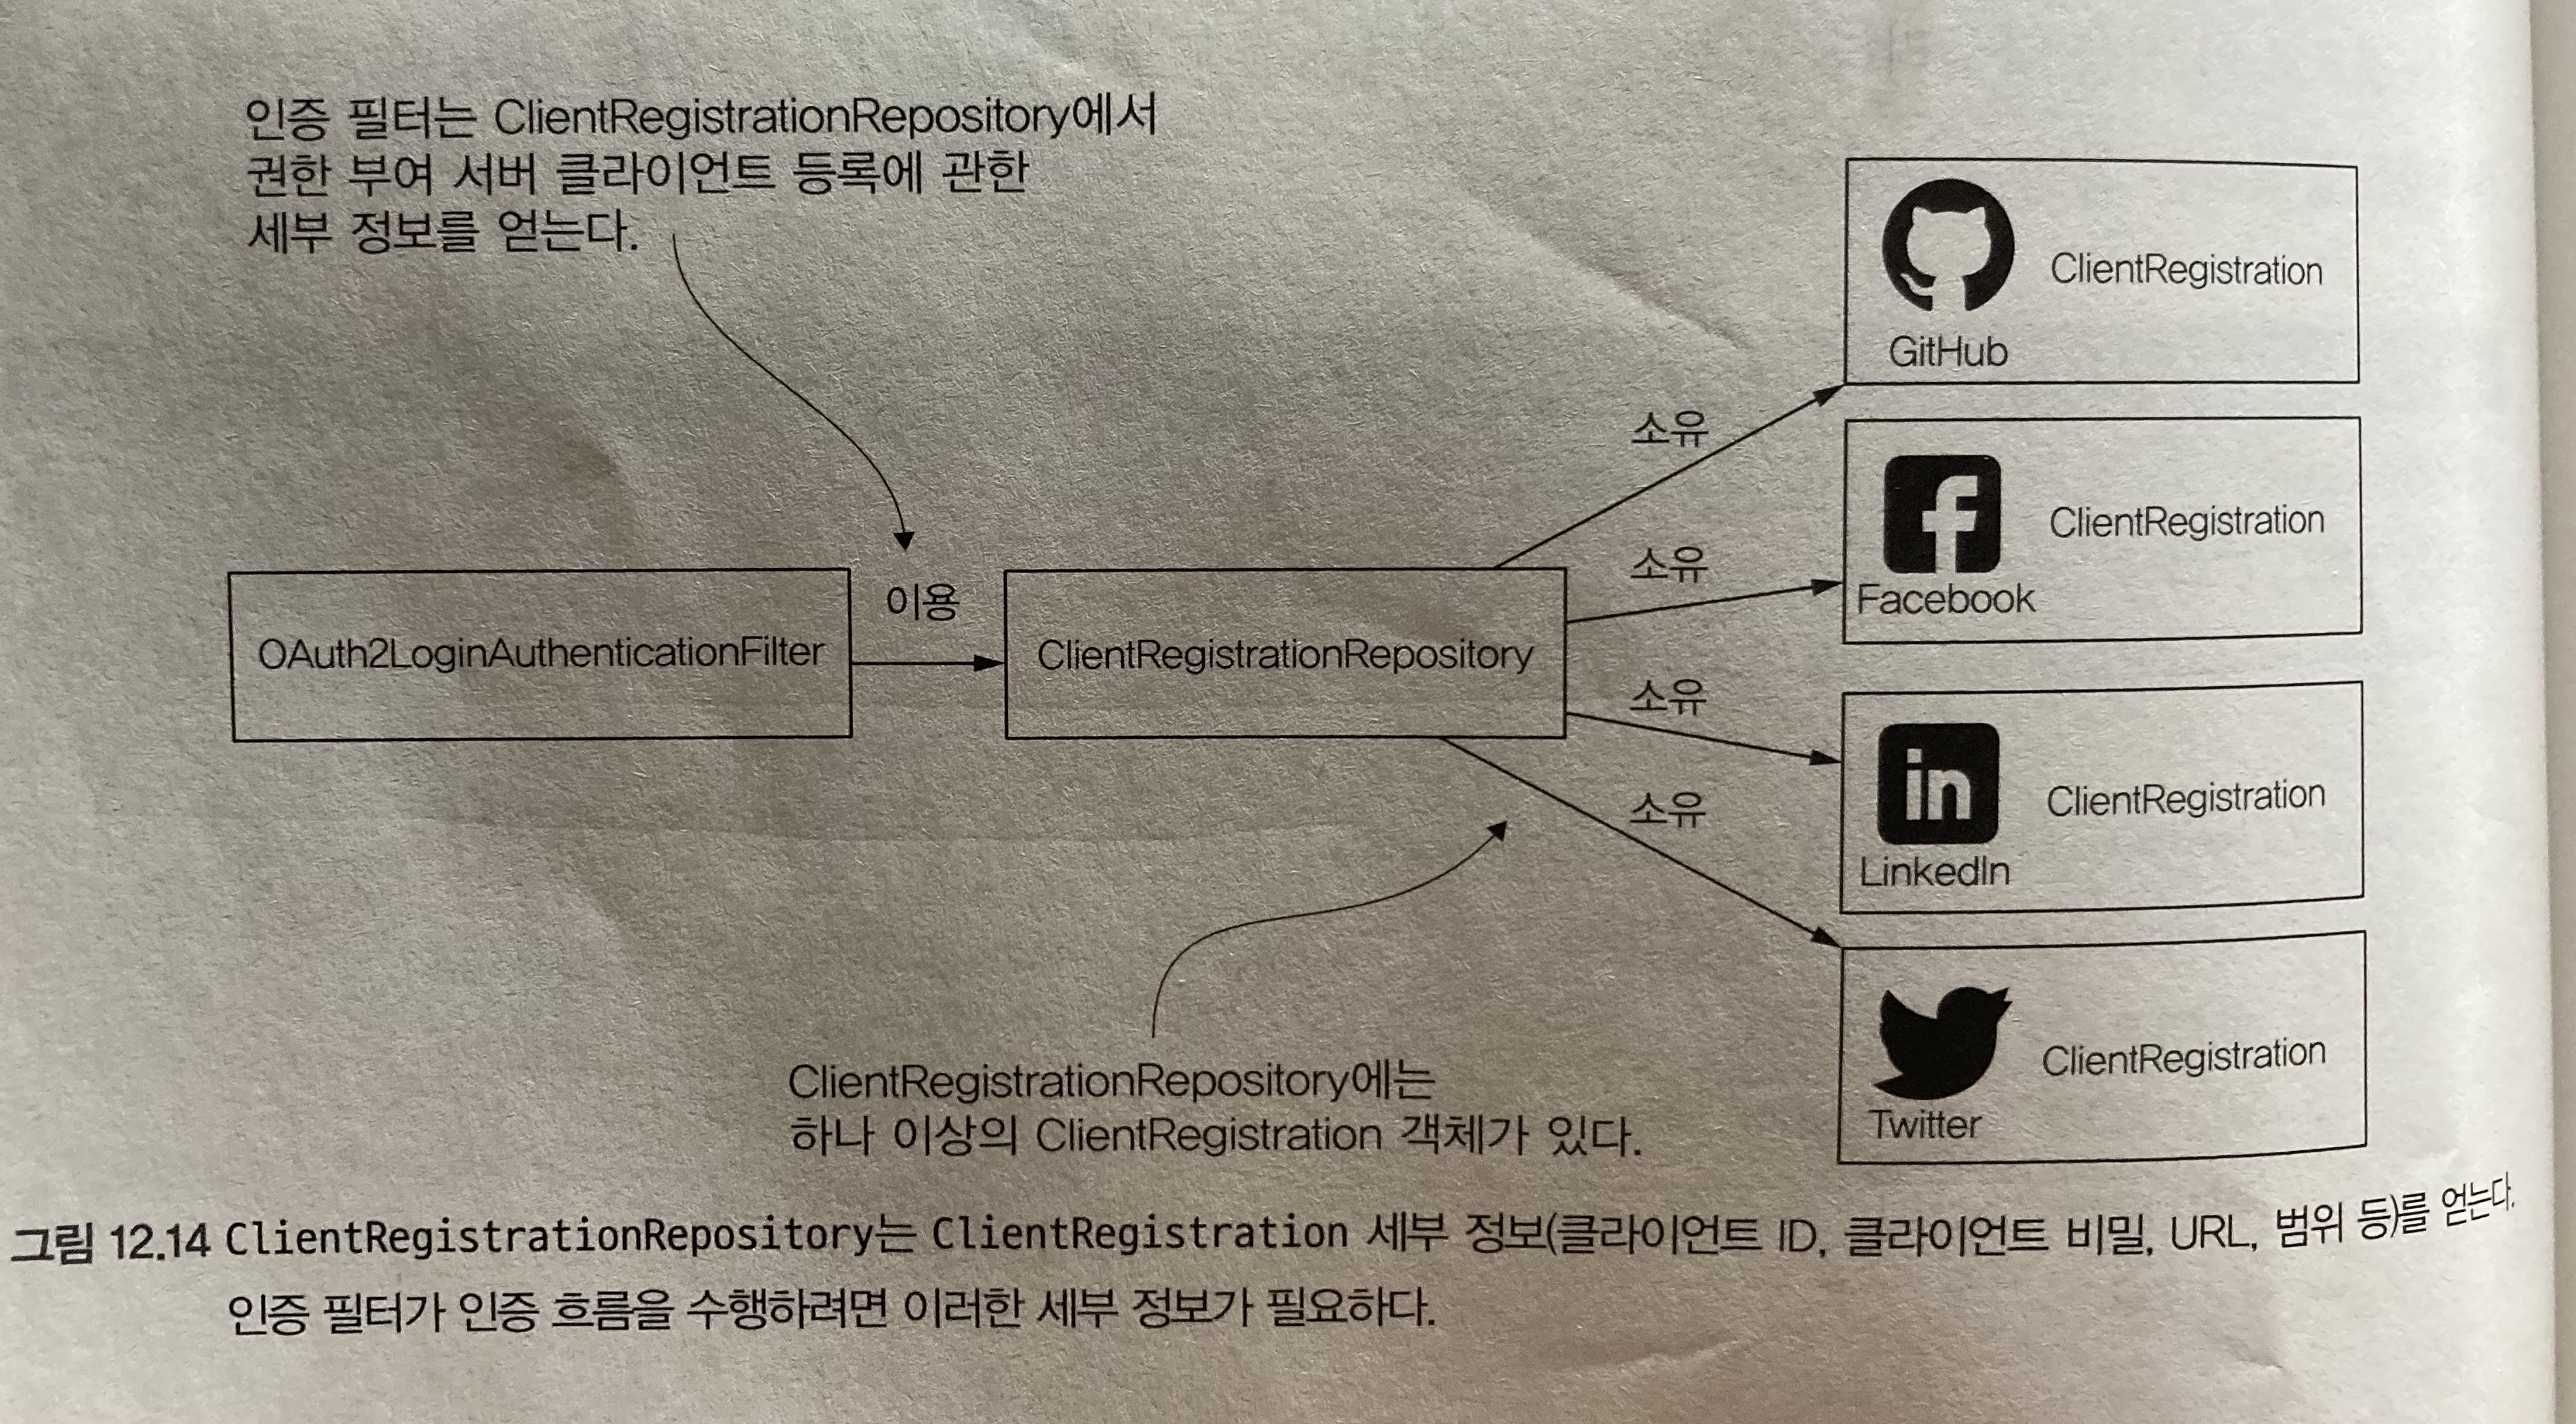 인증 필터는 ClientRegistrationRepository에서
권한 부여 서버 클라이언트 등록에 관한
세부 정보를 얻는다.
ClientRegistration
GitHub
소유
ClientRegistration
Facebook
소유
이용
OAuth2LoginAuthenticationFilter
ClientRegistrationRepository
소유
in
ClientRegistration
LinkedIn
소유
ClientRegistration
Twitter
ClientRegistrationRepository에는
하나 이상의 ClientRegistration 객체가 있다.
그림 12.14 ClientRegistrationRepository는 ClientRegistration 세부 정보(클라이언트 ID, 클라이언트 비밀, URL, 범위 등)를 얻는다.
인증 필터가 인증 흐름을 수행하려면 이러한 세부 정보가 필요하다.